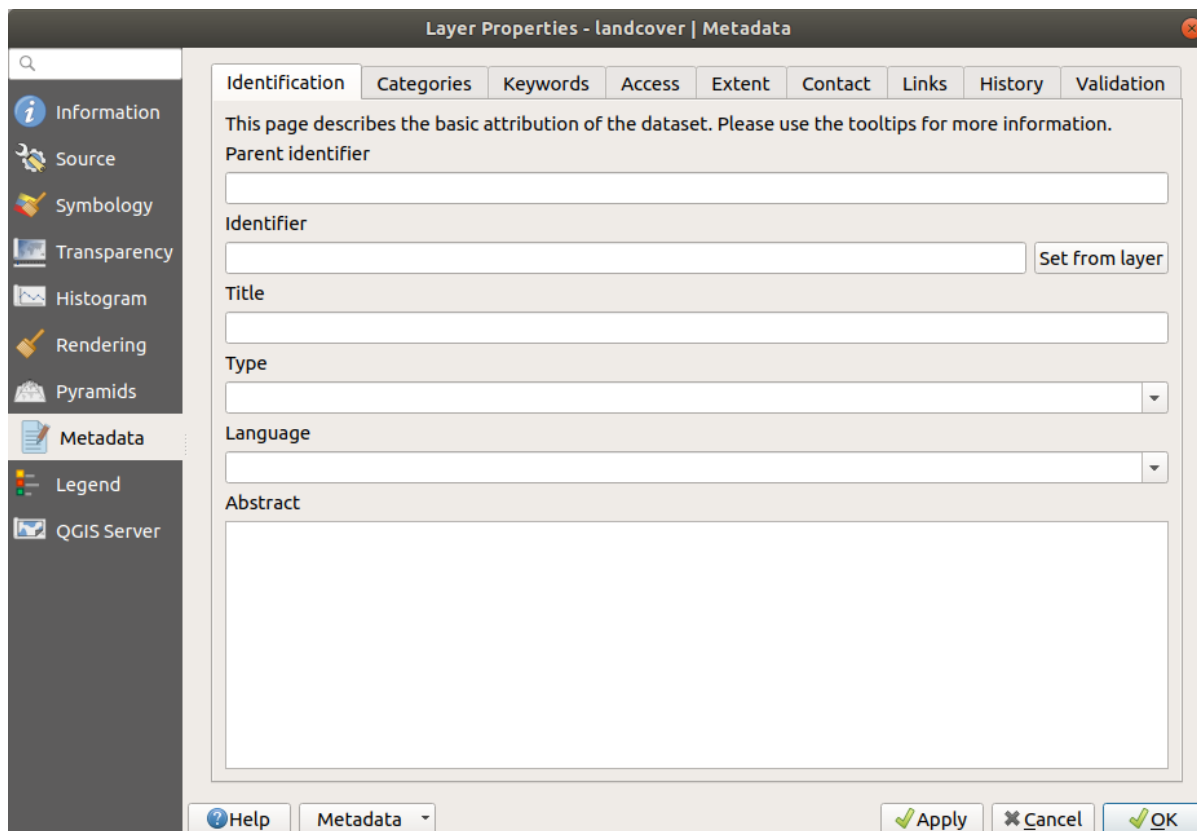 Layer Properties - landcover | Metadata
Information
Source
Symbology
Transparency
Histogram
Rendering
Pyramids
Metadata
Legend
QGIS Server
Identification Categories Keywords Access Extent Contact Links History Validation
This page describes the basic attribution of the dataset. Please use the tooltips for more information.
Parent identifier
Identifier
Set from layer
Title
Type
Language
Abstract
Help Metadata Apply Cancel OK